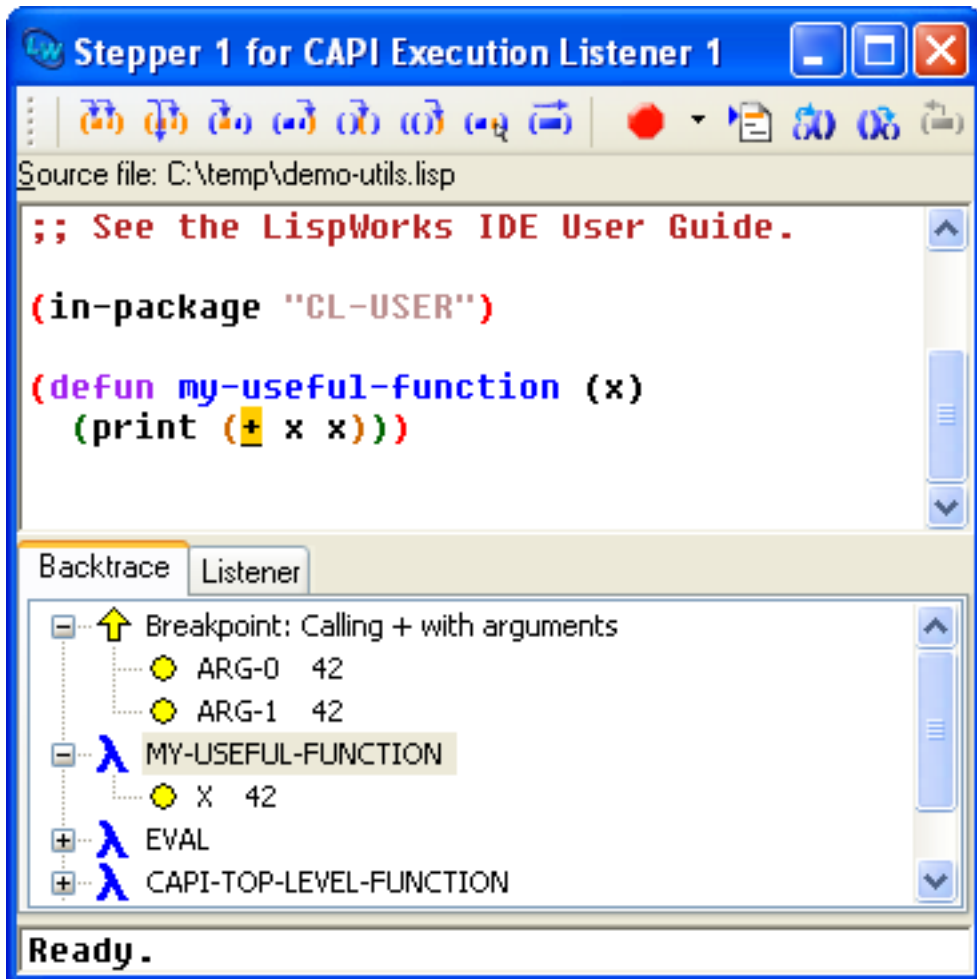 Stepper 1 for CAPI Execution Listener 1
Source file: C:\temp\demo-utils.lisp
;; See the LispWorks IDE User Guide.
(in-package "CL-USER")
(defun my-useful-function (x)
  (print (+ x x)))
Backtrace Listener
Breakpoint: Calling + with arguments
ARG-0 42
ARG-1 42
MY-USEFUL-FUNCTION
X 42
EVAL
CAPI-TOP-LEVEL-FUNCTION
Ready.